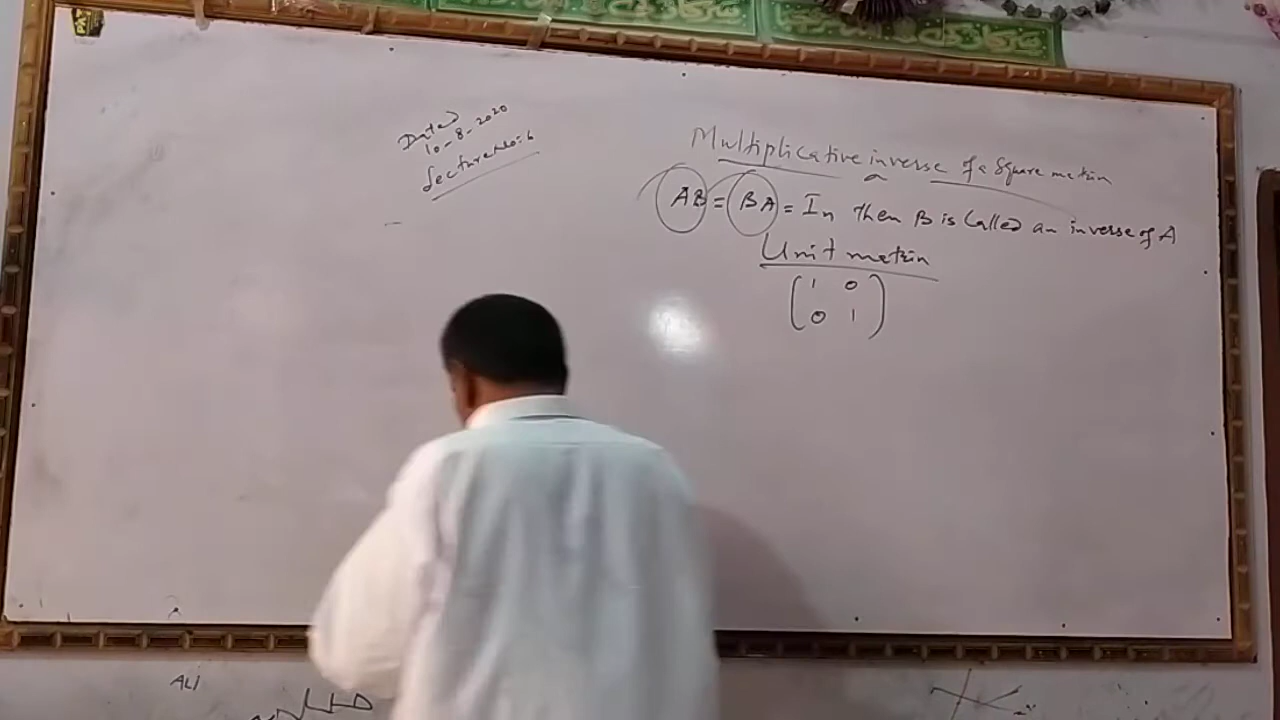 Dated
10-8-2020
Lecture No:6
Multiplicative inverse of a Square matrix
AB = BA = In then B is Called an inverse of A
Unit matrix
1 0
0 1
ALI